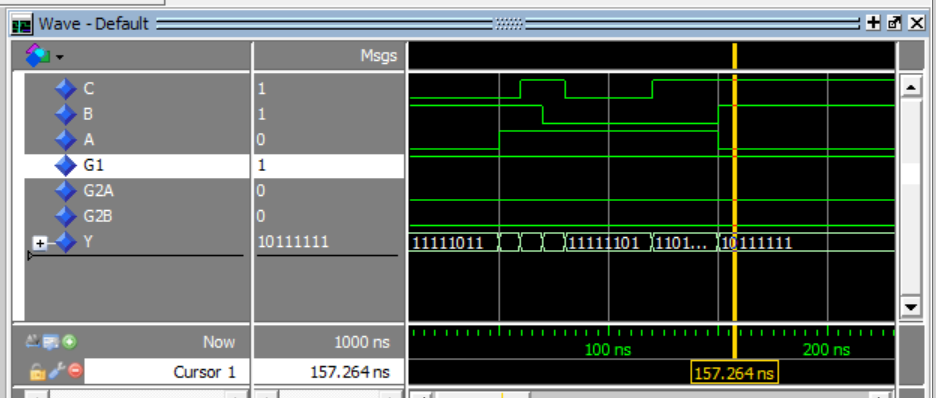 Wave - Default
Msgs
C 1
B 1
A 0
G1 1
G2A 0
G2B 0
Y 10111111 11111011 11111101 1101... 10111111
Now 1000 ns 100 ns 200 ns
Cursor 1 157.264 ns 157.264 ns